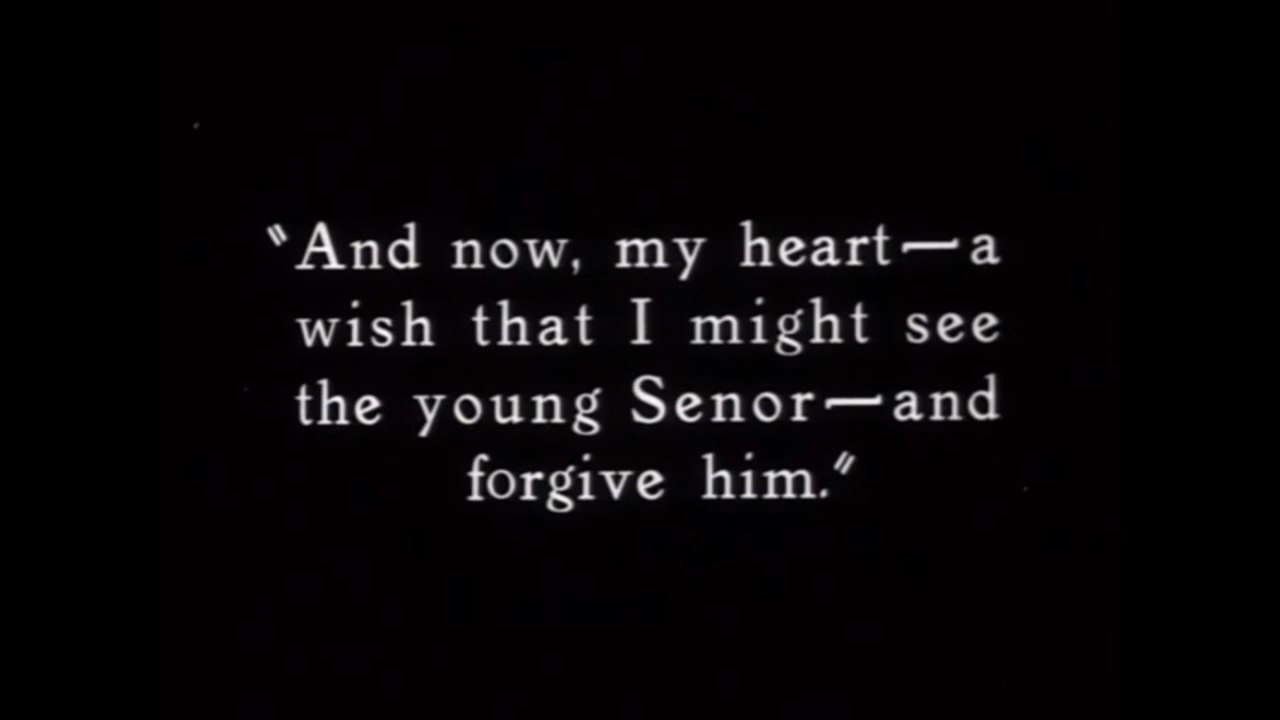 "And now, my heart—a
wish that I might see
the young Senor—and
forgive him."